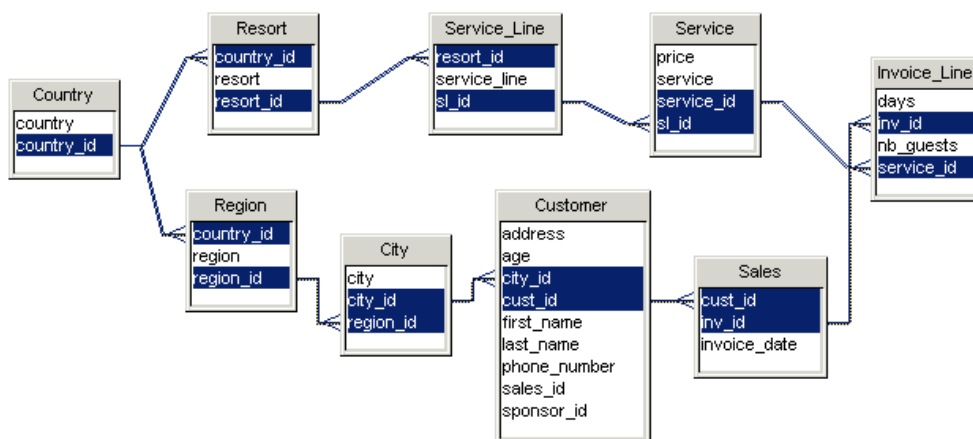 Country
country
country_id
Resort
country_id
resort
resort_id
Service_Line
resort_id
service_line
sl_id
Service
price
service
service_id
sl_id
Invoice_Line
days
inv_id
nb_guests
service_id
Region
country_id
region
region_id
City
city
city_id
region_id
Customer
address
age
city_id
cust_id
first_name
last_name
phone_number
sales_id
sponsor_id
Sales
cust_id
inv_id
invoice_date